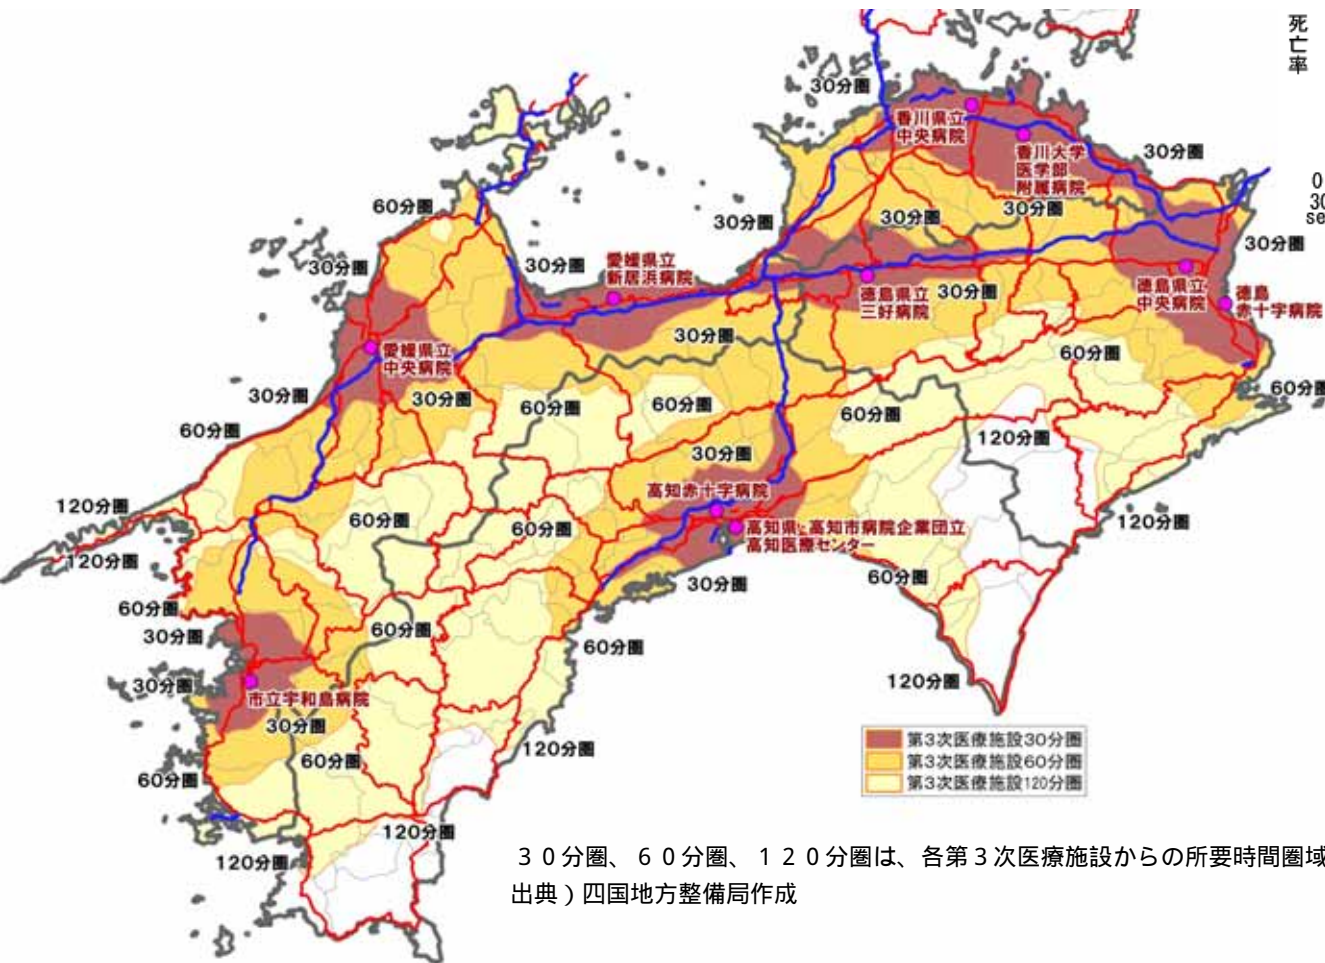 死亡率
30分圏
香川県立
中央病院
香川大学
医学部
附属病院
30分圏
0
30
se
60分圏
30分圏
30分圏
30分圏
30分圏
30分圏
30分圏
愛媛県立
新居浜病院
徳島県立
三好病院
30分圏
徳島県立
中央病院
徳島
赤十字病院
30分圏
60分圏
愛媛県立
中央病院
30分圏
30分圏
60分圏
60分圏
60分圏
60分圏
60分圏
120分圏
30分圏
高知赤十字病院
高知県・高知市病院企業団立
高知医療センター
120分圏
120分圏
60分圏
60分圏
120分圏
60分圏
30分圏
60分圏
30分圏
60分圏
60分圏
30分圏
市立宇和島病院
30分圏
120分圏
60分圏
60分圏
120分圏
120分圏
120分圏
第3次医療施設30分圏
第3次医療施設60分圏
第3次医療施設120分圏
30分圏、60分圏、120分圏は、各第3次医療施設からの所要時間圏域
出典）四国地方整備局作成